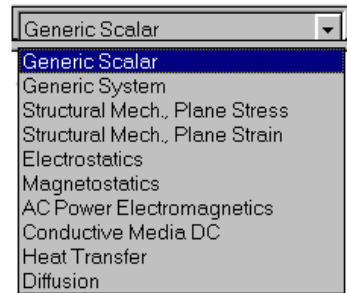 Generic Scalar
Generic Scalar
Generic System
Structural Mech., Plane Stress
Structural Mech., Plane Strain
Electrostatics
Magnetostatics
AC Power Electromagnetics
Conductive Media DC
Heat Transfer
Diffusion